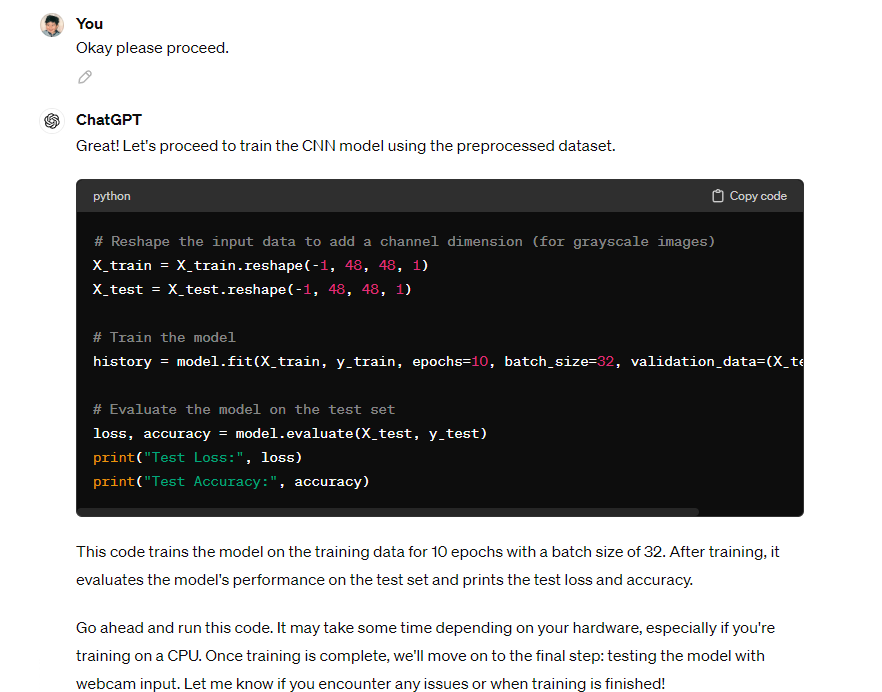 You
Okay please proceed.
ChatGPT
Great! Let's proceed to train the CNN model using the preprocessed dataset.
python
Copy code
# Reshape the input data to add a channel dimension (for grayscale images)
X_train = X_train.reshape(-1, 48, 48, 1)
X_test = X_test.reshape(-1, 48, 48, 1)
# Train the model
history = model.fit(X_train, y_train, epochs=10, batch_size=32, validation_data=(X_te
# Evaluate the model on the test set
loss, accuracy = model.evaluate(X_test, y_test)
print("Test Loss:", loss)
print("Test Accuracy:", accuracy)
This code trains the model on the training data for 10 epochs with a batch size of 32. After training, it
evaluates the model's performance on the test set and prints the test loss and accuracy.
Go ahead and run this code. It may take some time depending on your hardware, especially if you're
training on a CPU. Once training is complete, we'll move on to the final step: testing the model with
webcam input. Let me know if you encounter any issues or when training is finished!